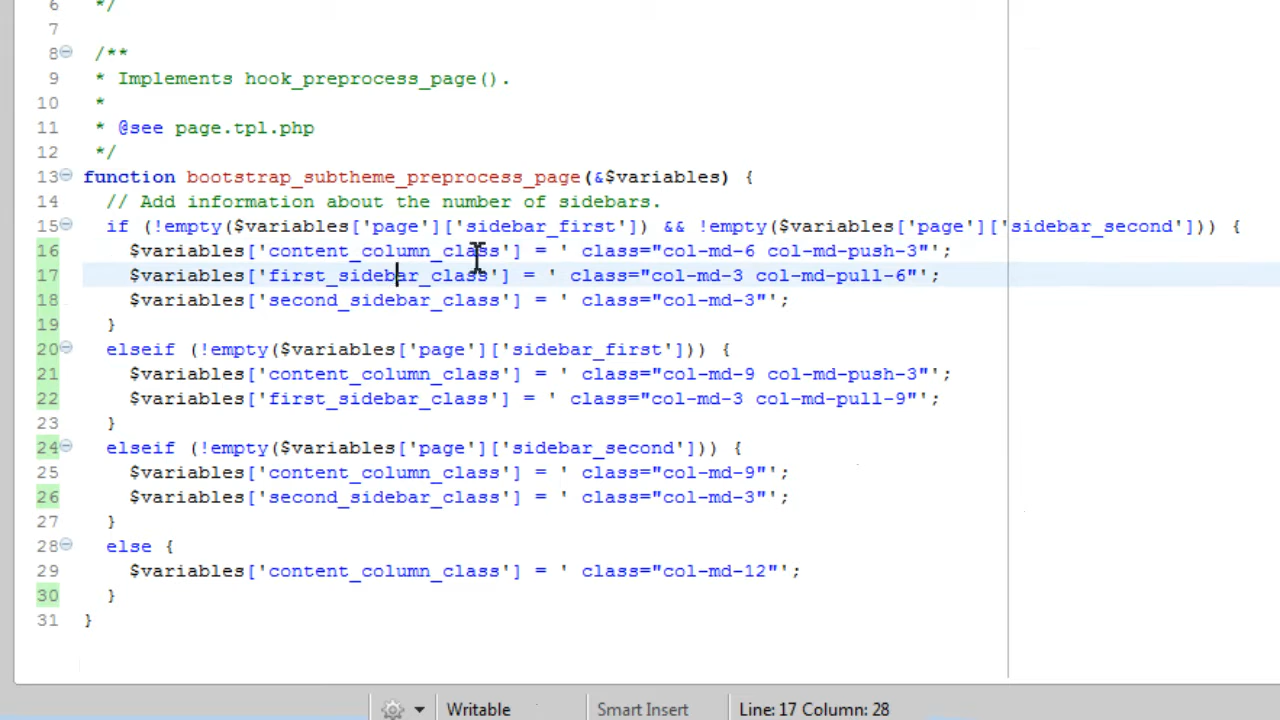 6 */
7
8 /**
9 * Implements hook_preprocess_page().
10 *
11 * @see page.tpl.php
12 */
13 function bootstrap_subtheme_preprocess_page(&$variables) {
14 // Add information about the number of sidebars.
15 if (!empty($variables['page']['sidebar_first']) && !empty($variables['page']['sidebar_second'])) {
16 $variables['content_column_class'] = ' class="col-md-6 col-md-push-3"';
17 $variables['first_sidebar_class'] = ' class="col-md-3 col-md-pull-6"';
18 $variables['second_sidebar_class'] = ' class="col-md-3"';
19 }
20 elseif (!empty($variables['page']['sidebar_first'])) {
21 $variables['content_column_class'] = ' class="col-md-9 col-md-push-3"';
22 $variables['first_sidebar_class'] = ' class="col-md-3 col-md-pull-9"';
23 }
24 elseif (!empty($variables['page']['sidebar_second'])) {
25 $variables['content_column_class'] = ' class="col-md-9"';
26 $variables['second_sidebar_class'] = ' class="col-md-3"';
27 }
28 else {
29 $variables['content_column_class'] = ' class="col-md-12"';
30 }
31 }
Writable Smart Insert Line: 17 Column: 28